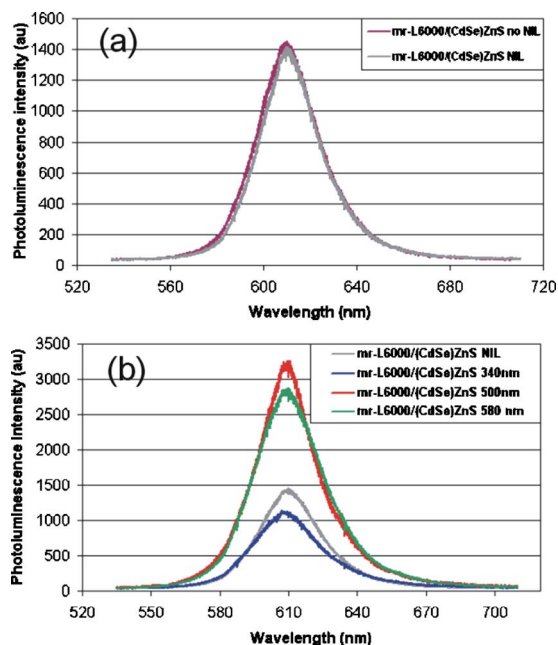 (a)
mr-L6000/(CdSe)ZnS no NIL
mr-L6000/(CdSe)ZnS NIL
Photoluminescence intensity (au)
1600
1400
1200
1000
800
600
400
200
0
520 560 600 640 680 720
Wavelength (nm)
(b)
mr-L6000/(CdSe)ZnS NIL
mr-L6000/(CdSe)ZnS 340nm
mr-L6000/(CdSe)ZnS 500nm
mr-L6000/(CdSe)ZnS 580 nm
Photoluminescence Intensity (au)
3500
3000
2500
2000
1500
1000
500
0
520 550 580 610 640 670 700
Wavelength (nm)